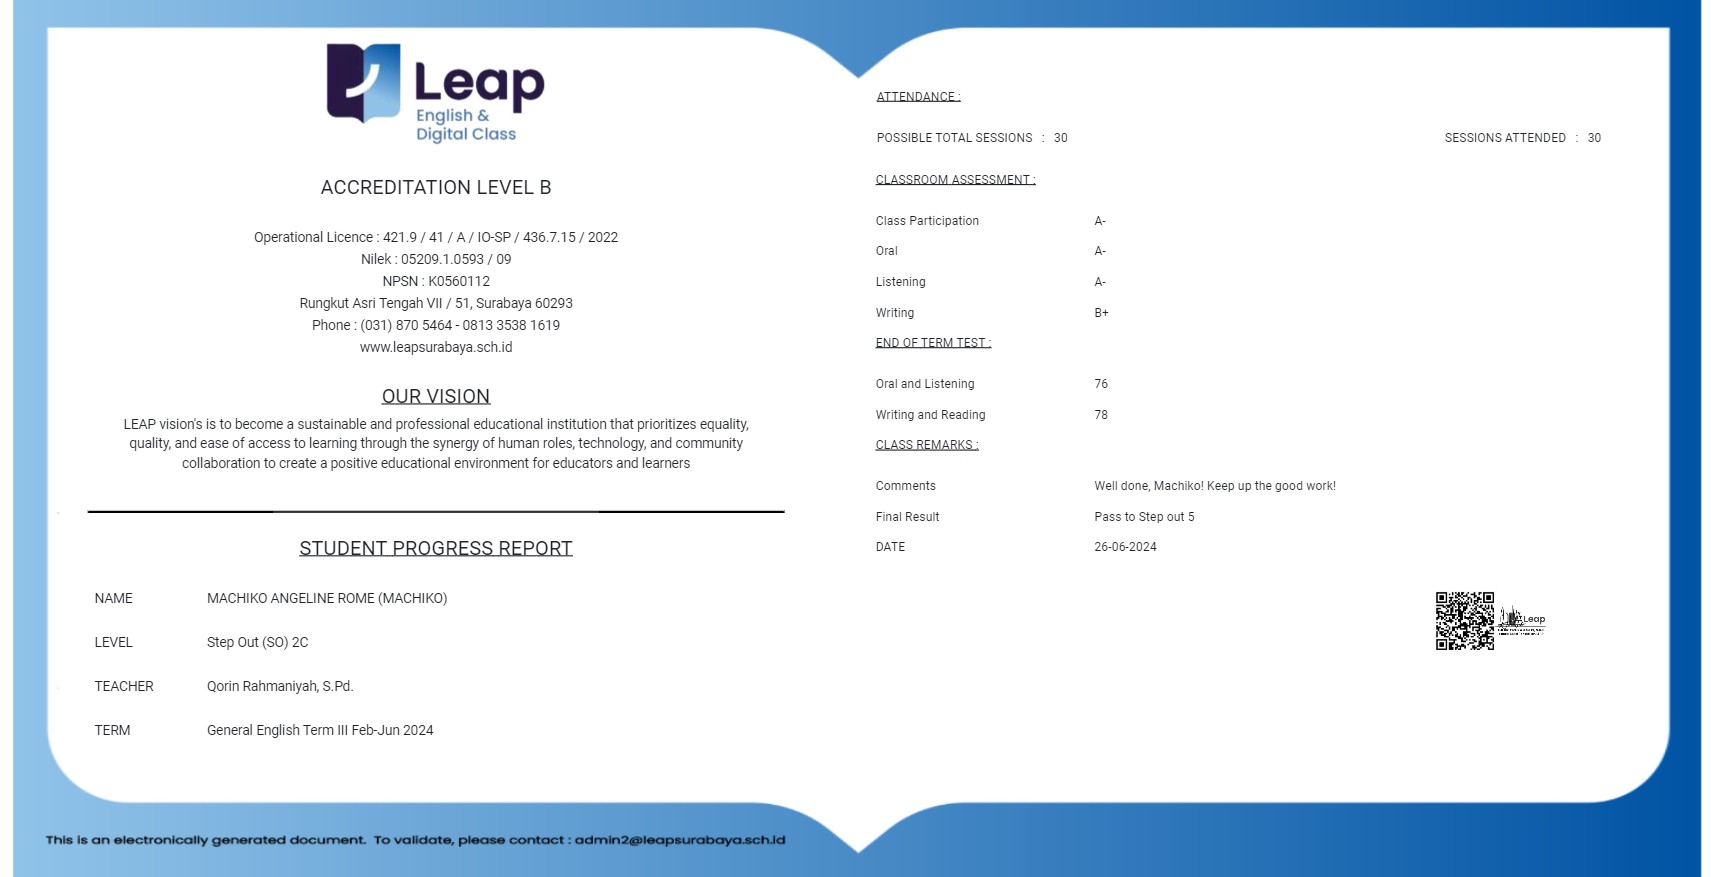 Leap
English &
Digital Class
ACCREDITATION LEVEL B
Operational Licence : 421.9 / 41 / A / IO-SP / 436.7.15 / 2022
Nilek : 05209.1.0593 / 09
NPSN : K0560112
Rungkut Asri Tengah VII / 51, Surabaya 60293
Phone : (031) 870 5464 - 0813 3538 1619
www.leapsurabaya.sch.id
OUR VISION
LEAP vision's is to become a sustainable and professional educational institution that prioritizes equality,
quality, and ease of access to learning through the synergy of human roles, technology, and community
collaboration to create a positive educational environment for educators and learners
STUDENT PROGRESS REPORT
NAME MACHIKO ANGELINE ROME (MACHIKO)
LEVEL Step Out (SO) 2C
TEACHER Qorin Rahmaniyah, S.Pd.
TERM General English Term III Feb-Jun 2024
ATTENDANCE :
POSSIBLE TOTAL SESSIONS : 30 SESSIONS ATTENDED : 30
CLASSROOM ASSESSMENT :
Class Participation A-
Oral A-
Listening A-
Writing B+
END OF TERM TEST :
Oral and Listening 76
Writing and Reading 78
CLASS REMARKS :
Comments Well done, Machiko! Keep up the good work!
Final Result Pass to Step out 5
DATE 26-06-2024
Leap
This is an electronically generated document. To validate, please contact : admin2@leapsurabaya.sch.id